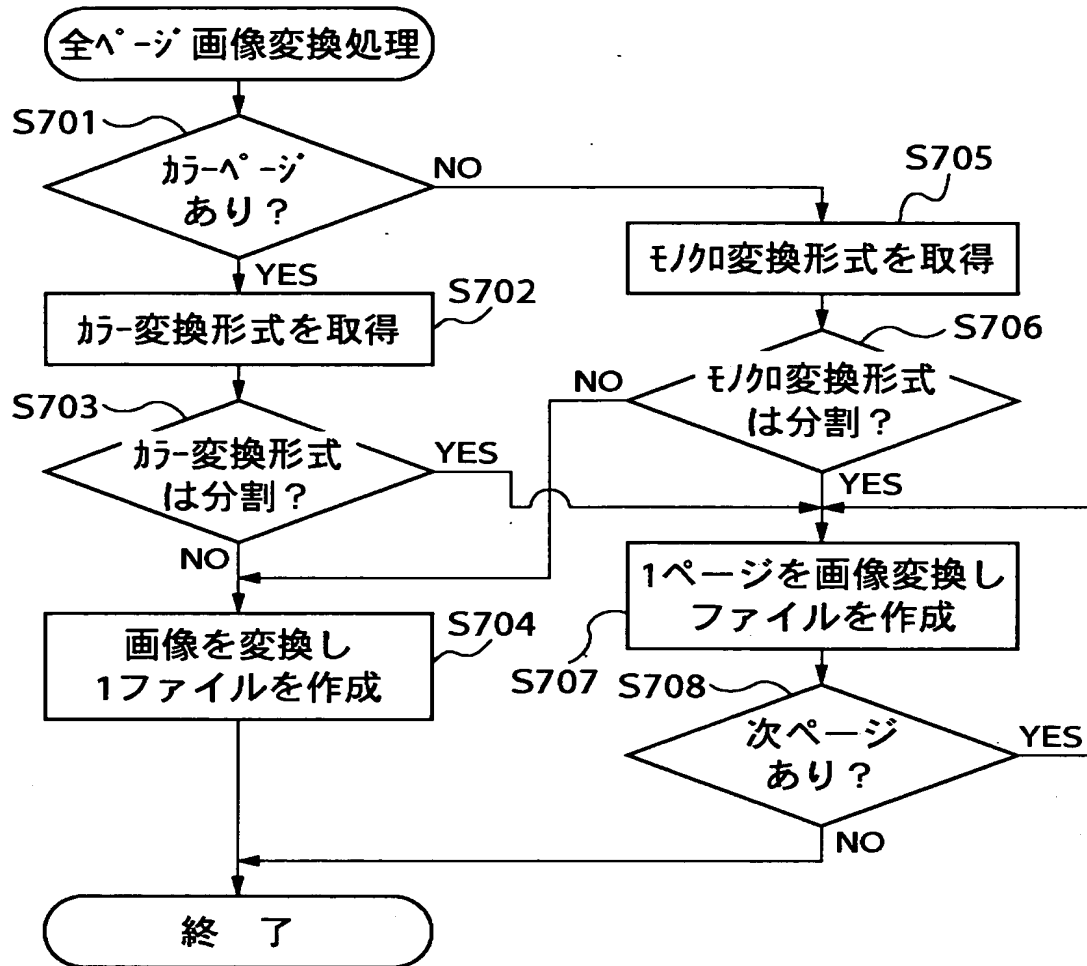 全ﾍﾟｰｼﾞ画像変換処理
S701
ｶﾗｰﾍﾟｰｼﾞ
あり？
NO
YES
S702
ｶﾗｰ変換形式を取得
S703
ｶﾗｰ変換形式
は分割？
YES
NO
S704
画像を変換し
1ファイルを作成
S705
ﾓﾉｸﾛ変換形式を取得
S706
NO
ﾓﾉｸﾛ変換形式
は分割？
YES
1ページを画像変換し
ファイルを作成
S707
S708
次ページ
あり？
YES
NO
終 了